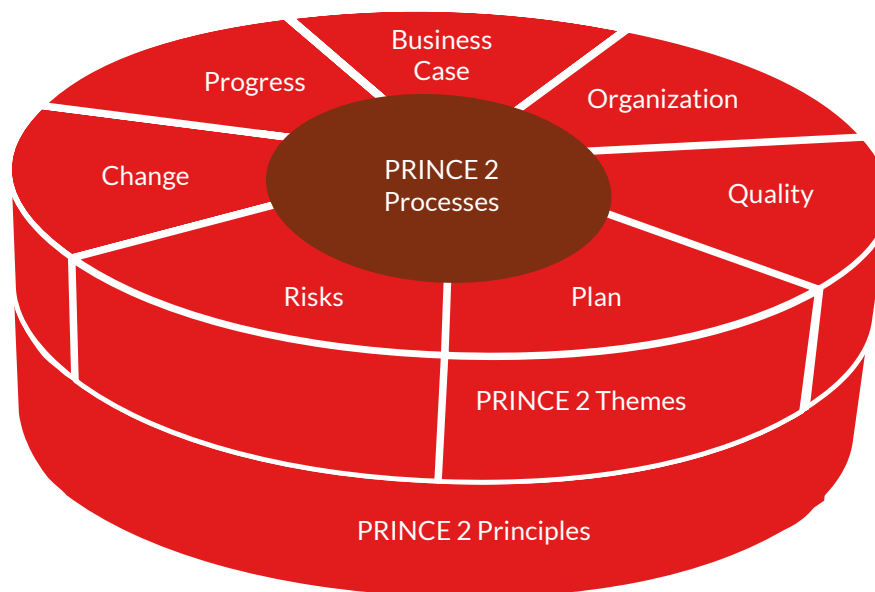 Business
Case
Progress
Organization
Change
PRINCE 2
Processes
Quality
Risks
Plan
PRINCE 2 Themes
PRINCE 2 Principles